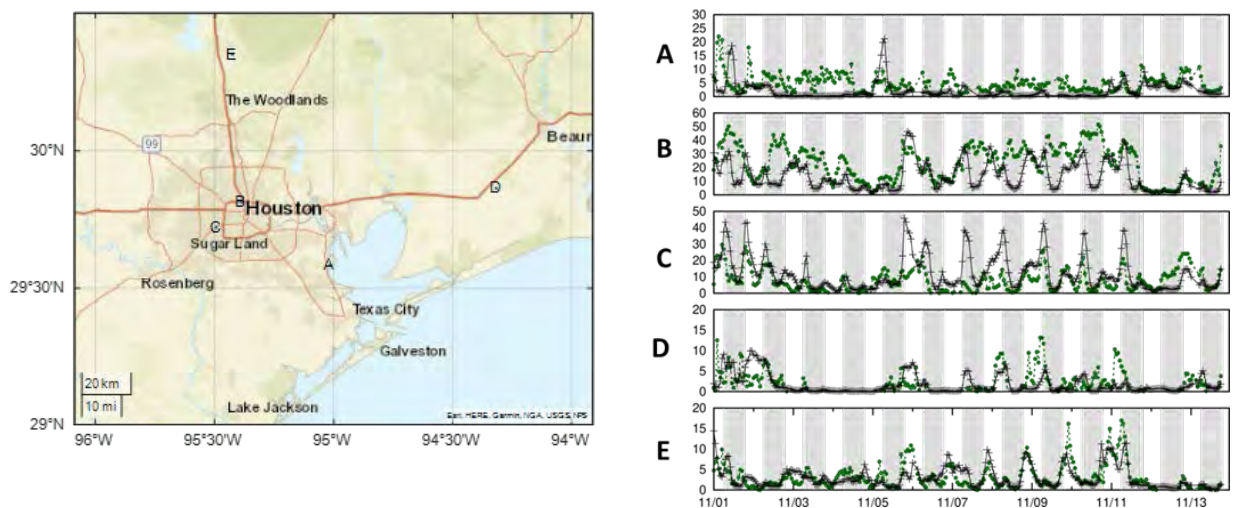 E
The Woodlands
99
30°N
Beaur
D
B
Houston
C
Sugar Land
A
29°30'N
Rosenberg
Texas City
Galveston
20 km
10 mi
Lake Jackson
Esri, HERE, Garmin, NGA, USGS, NPS
29°N
96°W
95°30'W
95°W
94°30'W
94°W
A
30
25
20
15
10
5
0
B
60
50
40
30
20
10
0
C
50
40
30
20
10
0
D
20
15
10
5
0
E
20
15
10
5
0
11/01
11/03
11/05
11/07
11/09
11/11
11/13